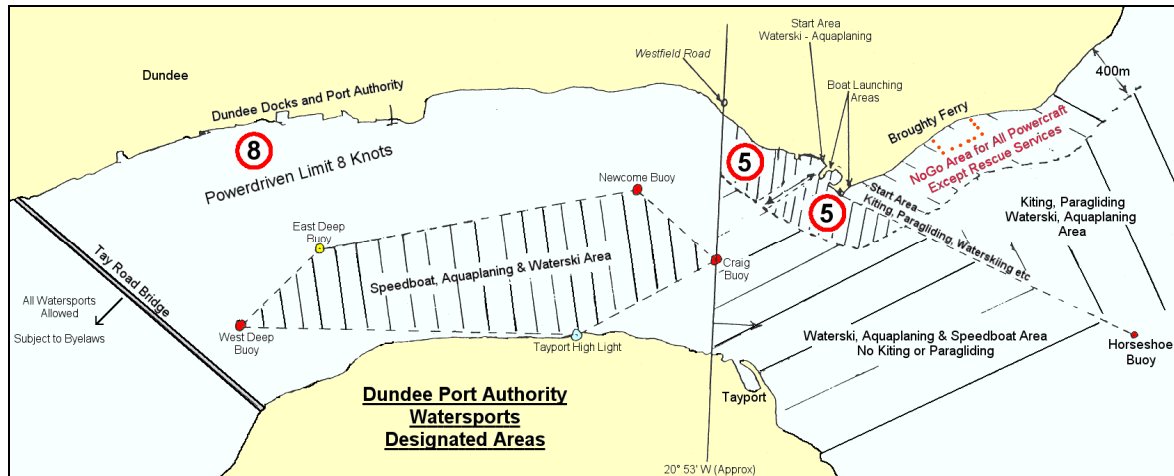 Start Area
Waterski - Aquaplaning
Westfield Road
Dundee
400m
Boat Launching
Areas
Dundee Docks and Port Authority
Broughty Ferry
8
5
NoGo Area for All Powercraft
Except Rescue Services
Powerdriven Limit 8 Knots
Newcome Buoy
5
Start Area
Kiting, Paragliding, Waterskiing etc
Kiting, Paragliding
Waterski, Aquaplaning
Area
East Deep
Buoy
Tay Road Bridge
Speedboat, Aquaplaning & Waterski Area
Craig
Buoy
All Watersports
Allowed
Subject to Byelaws
West Deep
Buoy
Tayport High Light
Waterski, Aquaplaning & Speedboat Area
No Kiting or Paragliding
Horseshoe
Buoy
Dundee Port Authority
Watersports
Designated Areas
Tayport
20° 53' W (Approx)